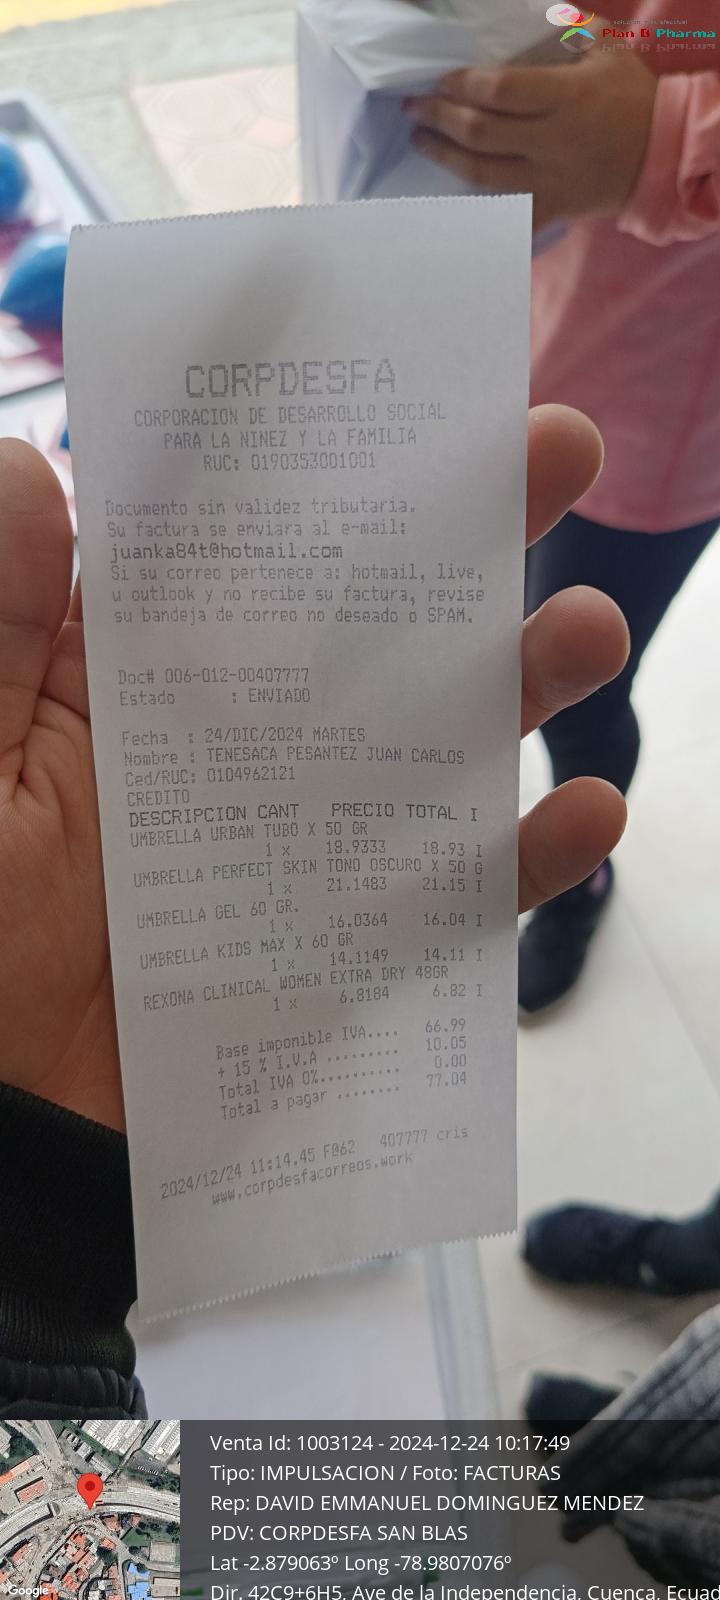 Plan B Pharma
CORPDESFA
CORPORACION DE DESARROLLO SOCIAL
PARA LA NINEZ Y LA FAMILIA
RUC: 0190353001001
Documento sin validez tributaria.
Su factura se enviara al e-mail:
juanka84t@hotmail.com
Si su correo pertenece a: hotmail, live,
u outlook y no recibe su factura, revise
su bandeja de correo no deseado o SPAM.
Doc# 006-012-00407777
Estado : ENVIADO
Fecha : 24/DIC/2024 MARTES
Nombre : TENESACA PESANTEZ JUAN CARLOS
Ced/RUC: 0104962121
CREDITO
DESCRIPCION CANT PRECIO TOTAL I
UMBRELLA URBAN TUBO X 50 GR
1 x 18.9333 18.93 I
UMBRELLA PERFECT SKIN TONO OSCURO X 50 G
1 x 21.1483 21.15 I
UMBRELLA GEL 60 GR.
1 x 16.0364 16.04 I
UMBRELLA KIDS MAX X 60 GR
1 x 14.1149 14.11 I
REXONA CLINICAL WOMEN EXTRA DRY 48GR
1 x 6.8184 6.82 I
Base imponible IVA.... 66.99
+ 15 % I.V.A ......... 10.05
Total IVA 0%.......... 0.00
Total a pagar ........ 77.04
2024/12/24 11:14.45 F@62 407777 cris
www.corpdesfacorreos.work
Venta Id: 1003124 - 2024-12-24 10:17:49
Tipo: IMPULSACION / Foto: FACTURAS
Rep: DAVID EMMANUEL DOMINGUEZ MENDEZ
PDV: CORPDESFA SAN BLAS
Lat -2.879063º Long -78.9807076º
Dir. 42C9+6H5, Ave de la Independencia, Cuenca, Ecuad
Google